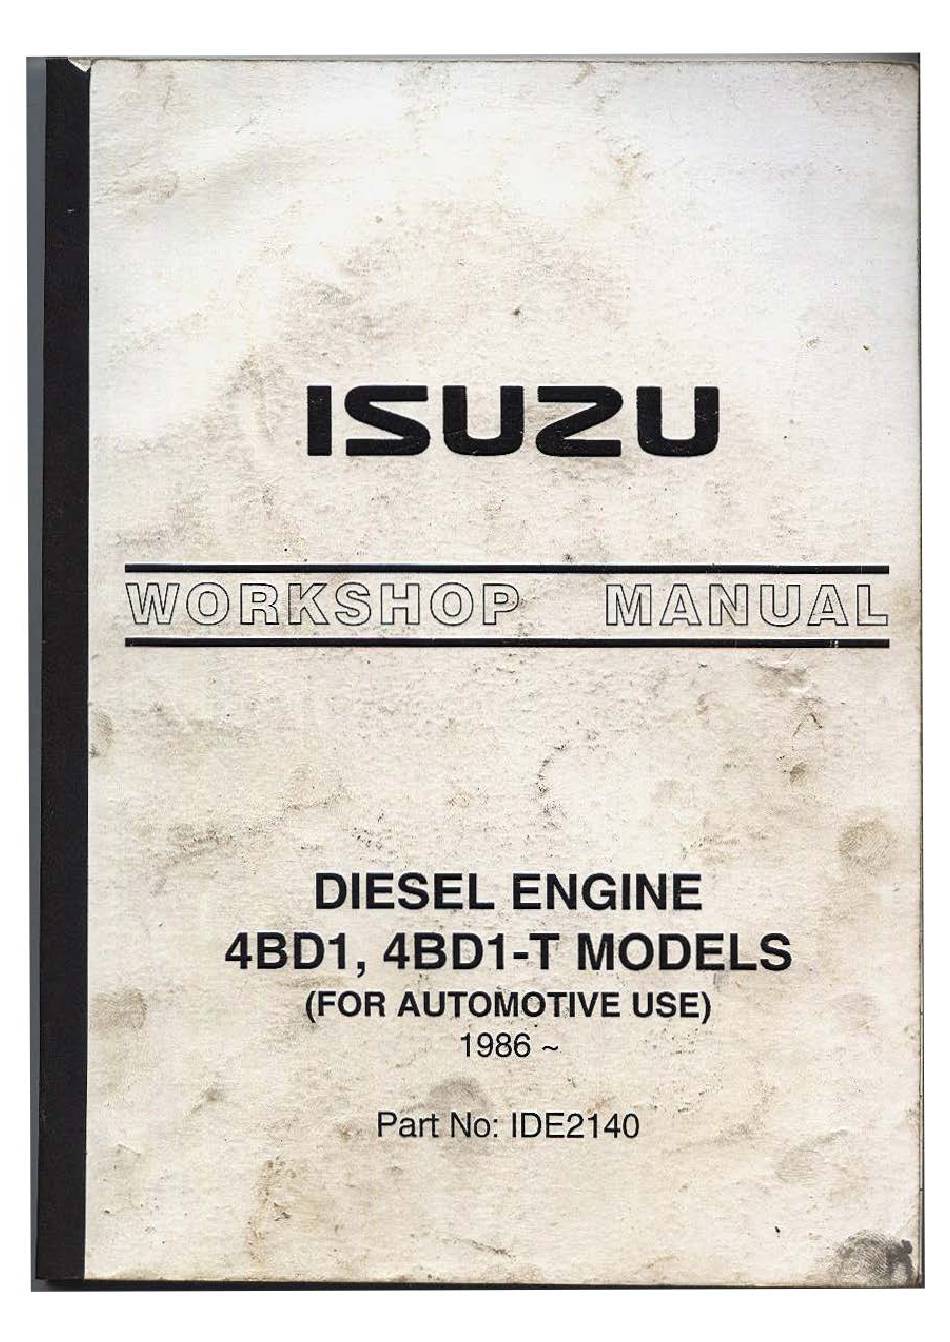 ISUZU
WORKSHOP MANUAL
DIESEL ENGINE
4BD1, 4BD1-T MODELS
(FOR AUTOMOTIVE USE)
1986 ~
Part No: IDE2140